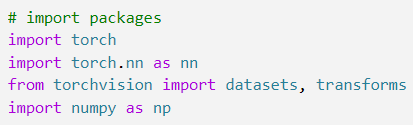 # import packages
import torch
import torch.nn as nn
from torchvision import datasets, transforms
import numpy as np